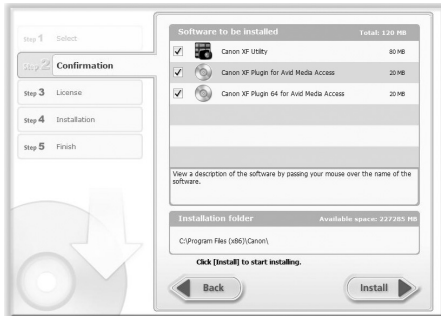 Step 1 Select
Step 2 Confirmation
Step 3 License
Step 4 Installation
Step 5 Finish
Software to be installed Total: 120 MB
Canon XF Utility 80 MB
Canon XF Plugin for Avid Media Access 20 MB
Canon XF Plugin 64 for Avid Media Access 20 MB
View a description of the software by passing your mouse over the name of the
software.
Installation folder Available space: 227285 MB
C:\Program Files (x86)\Canon\
Click [Install] to start installing.
Back Install